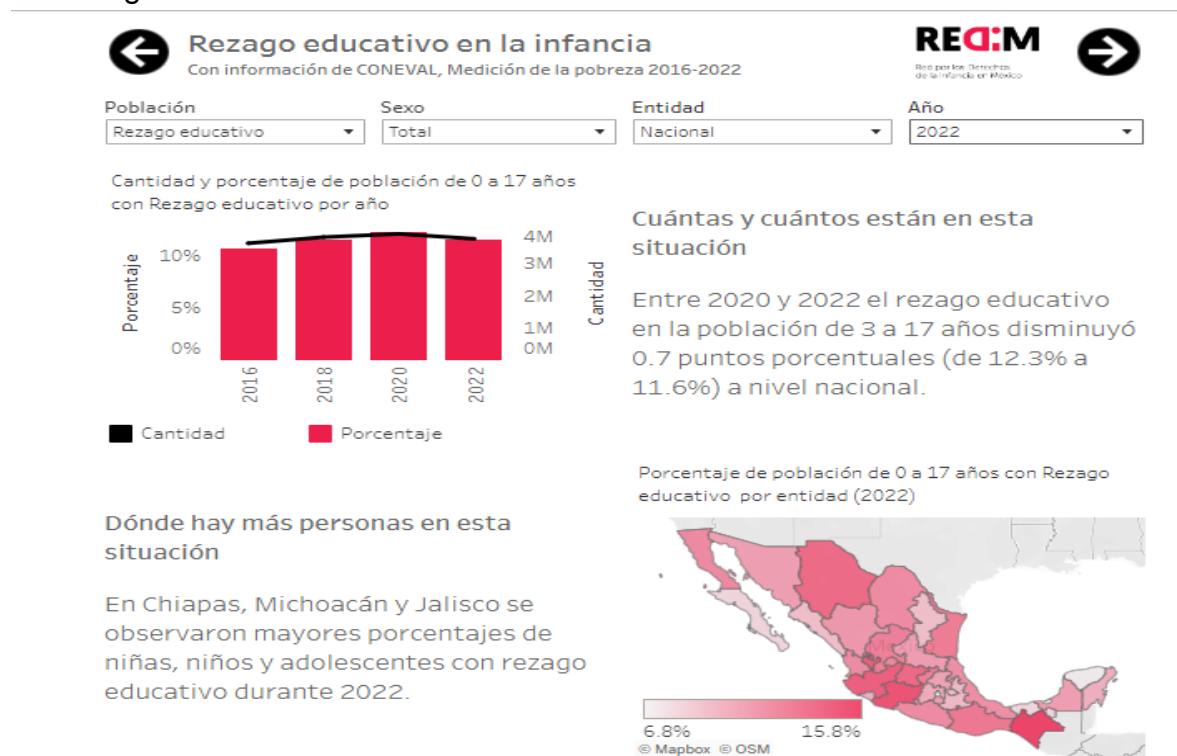 Rezago educativo en la infancia
Con información de CONEVAL, Medición de la pobreza 2016-2022
REDIM
Red por los Derechos
de la Infancia en México
Población
Rezago educativo
Sexo
Total
Entidad
Nacional
Año
2022
Cantidad y porcentaje de población de 0 a 17 años
con Rezago educativo por año
Porcentaje
10%
5%
0%
4M
3M
2M
1M
0M
Cantidad
2016
2018
2020
2022
Cantidad
Porcentaje
Cuántas y cuántos están en esta
situación
Entre 2020 y 2022 el rezago educativo
en la población de 3 a 17 años disminuyó
0.7 puntos porcentuales (de 12.3% a
11.6%) a nivel nacional.
Dónde hay más personas en esta
situación
En Chiapas, Michoacán y Jalisco se
observaron mayores porcentajes de
niñas, niños y adolescentes con rezago
educativo durante 2022.
Porcentaje de población de 0 a 17 años con Rezago
educativo por entidad (2022)
México
6.8%
15.8%
© Mapbox © OSM